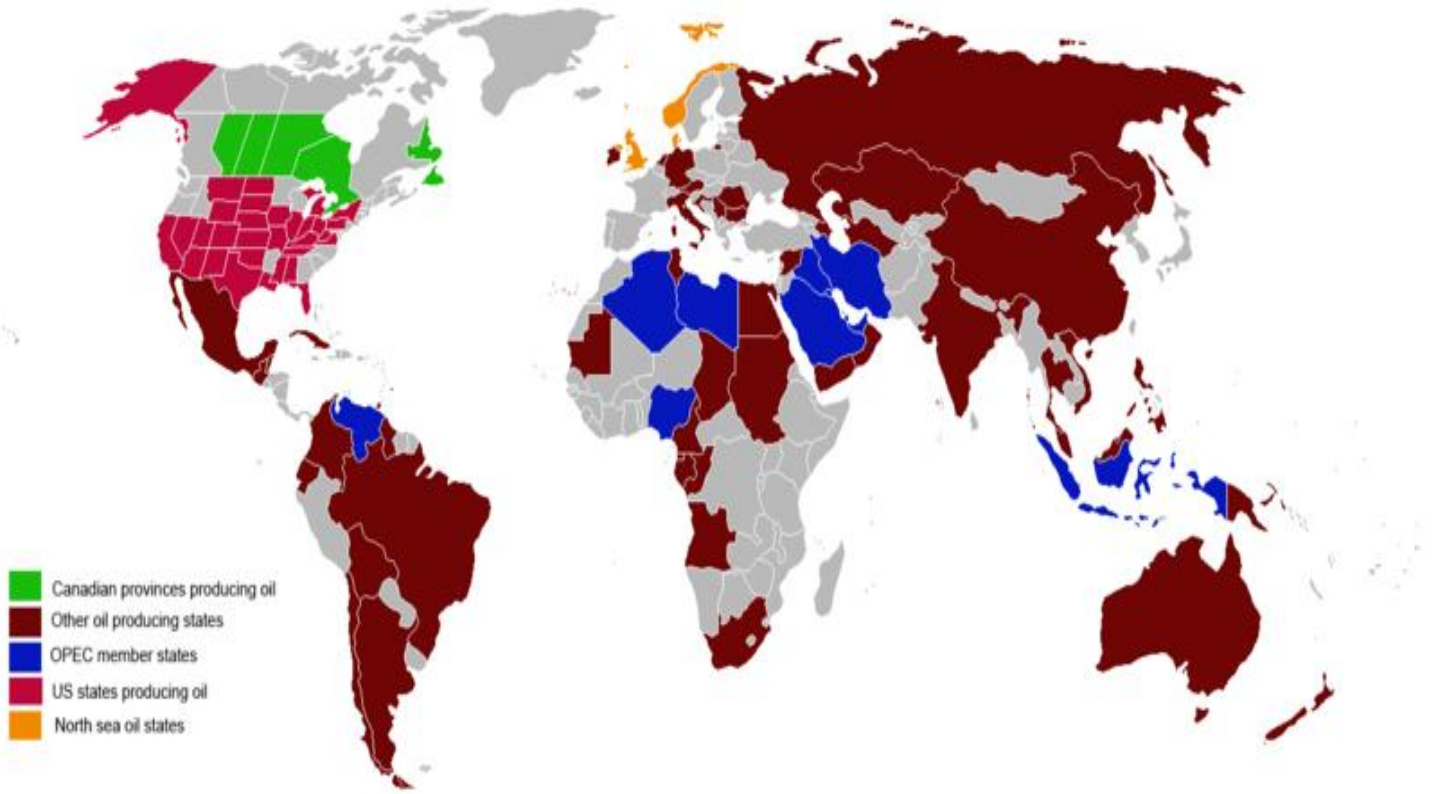 Canadian provinces producing oil
Other oil producing states
OPEC member states
US states producing oil
North sea oil states